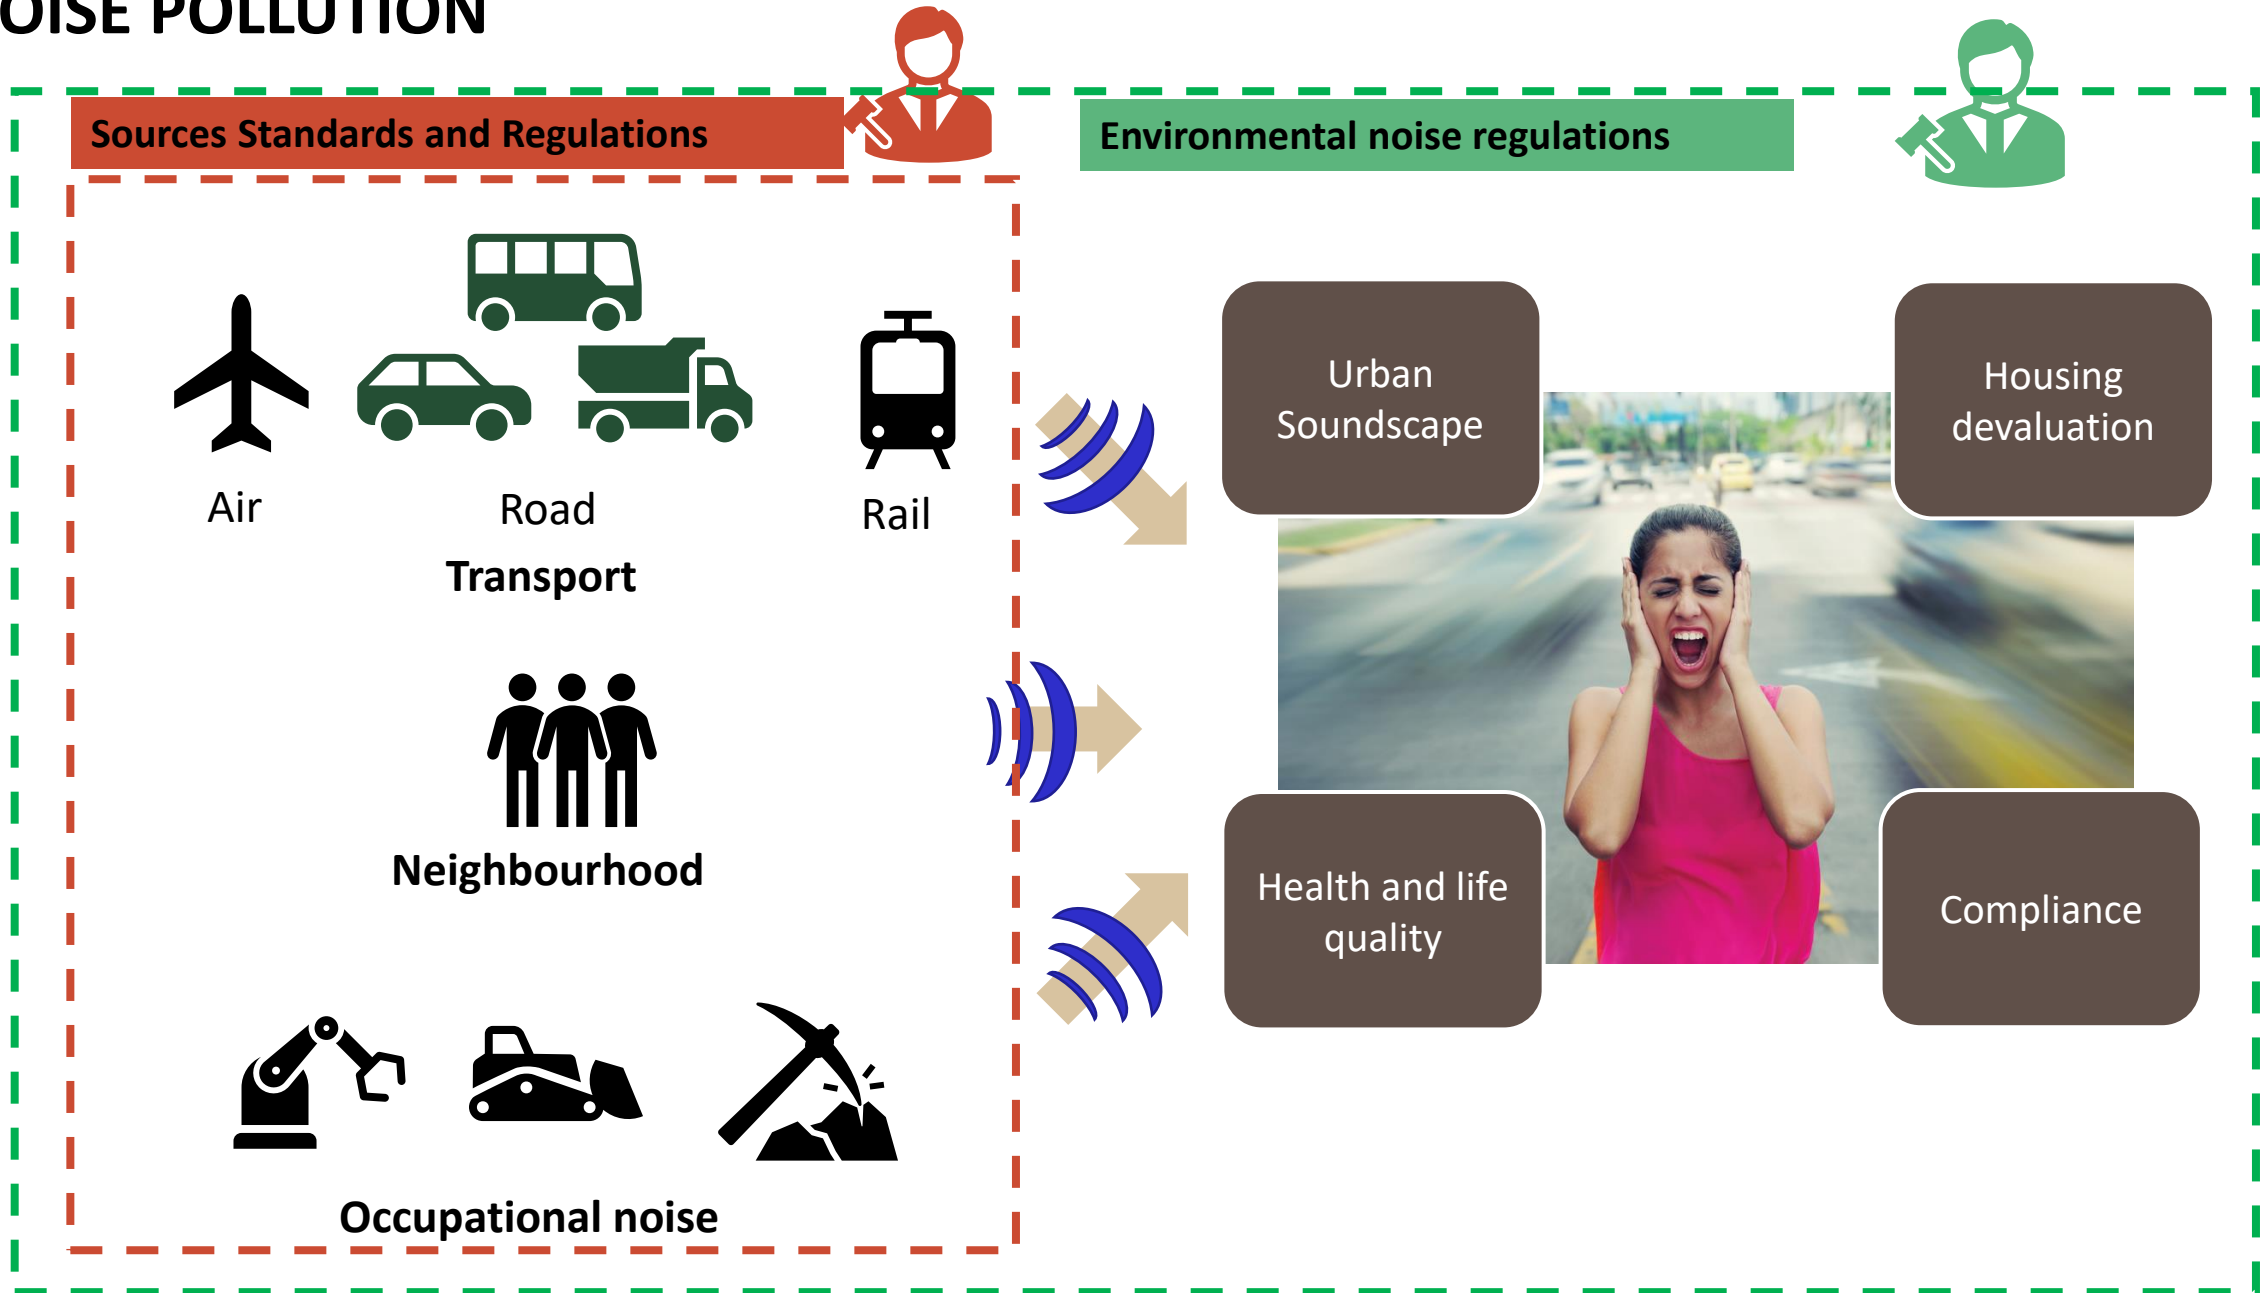 OISE POLLUTION
Sources Standards and Regulations
Environmental noise regulations
Air
Road
Rail
Transport
Neighbourhood
Occupational noise
Urban
Soundscape
Housing
devaluation
Health and life
quality
Compliance